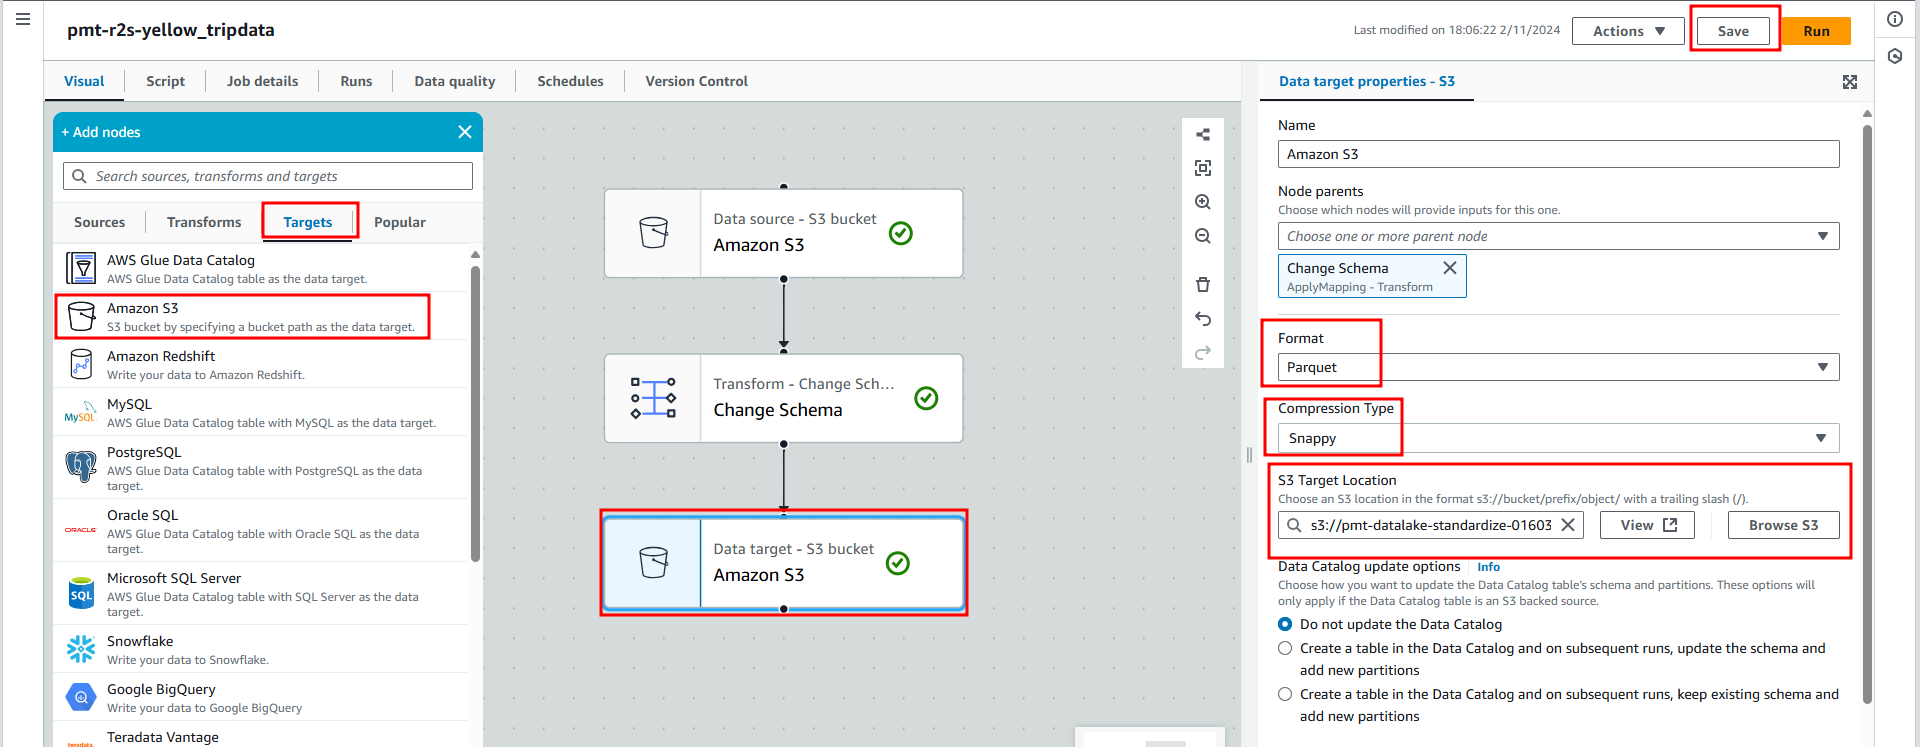 pmt-r2s-yellow_tripdata
Last modified on 18:06:22 2/11/2024
Actions
Save
Run
Visual
Script
Job details
Runs
Data quality
Schedules
Version Control
+ Add nodes
Search sources, transforms and targets
Sources
Transforms
Targets
Popular
AWS Glue Data Catalog
AWS Glue Data Catalog table as the data target.
Amazon S3
S3 bucket by specifying a bucket path as the data target.
Amazon Redshift
Write your data to Amazon Redshift.
MySQL
MySQL
AWS Glue Data Catalog table with MySQL as the data target.
PostgreSQL
AWS Glue Data Catalog table with PostgreSQL as the data
target.
ORACLE
Oracle SQL
AWS Glue Data Catalog table with Oracle SQL as the data
target.
SQL
Microsoft SQL Server
AWS Glue Data Catalog table with SQL Server as the data
target.
Snowflake
Write your data to Snowflake.
Google BigQuery
Write your data to Google BigQuery
teradata.
Teradata Vantage
Data source - S3 bucket
Amazon S3
Transform - Change Sch...
Change Schema
Data target - S3 bucket
Amazon S3
Data target properties - S3
Name
Amazon S3
Node parents
Choose which nodes will provide inputs for this one.
Choose one or more parent node
Change Schema
ApplyMapping - Transform
Format
Parquet
Compression Type
Snappy
S3 Target Location
Choose an S3 location in the format s3://bucket/prefix/object/ with a trailing slash (/).
s3://pmt-datalake-standardize-01603
View
Browse S3
Data Catalog update options
Info
Choose how you want to update the Data Catalog table's schema and partitions. These options will
only apply if the Data Catalog table is an S3 backed source.
Do not update the Data Catalog
Create a table in the Data Catalog and on subsequent runs, update the schema and
add new partitions
Create a table in the Data Catalog and on subsequent runs, keep existing schema and
add new partitions